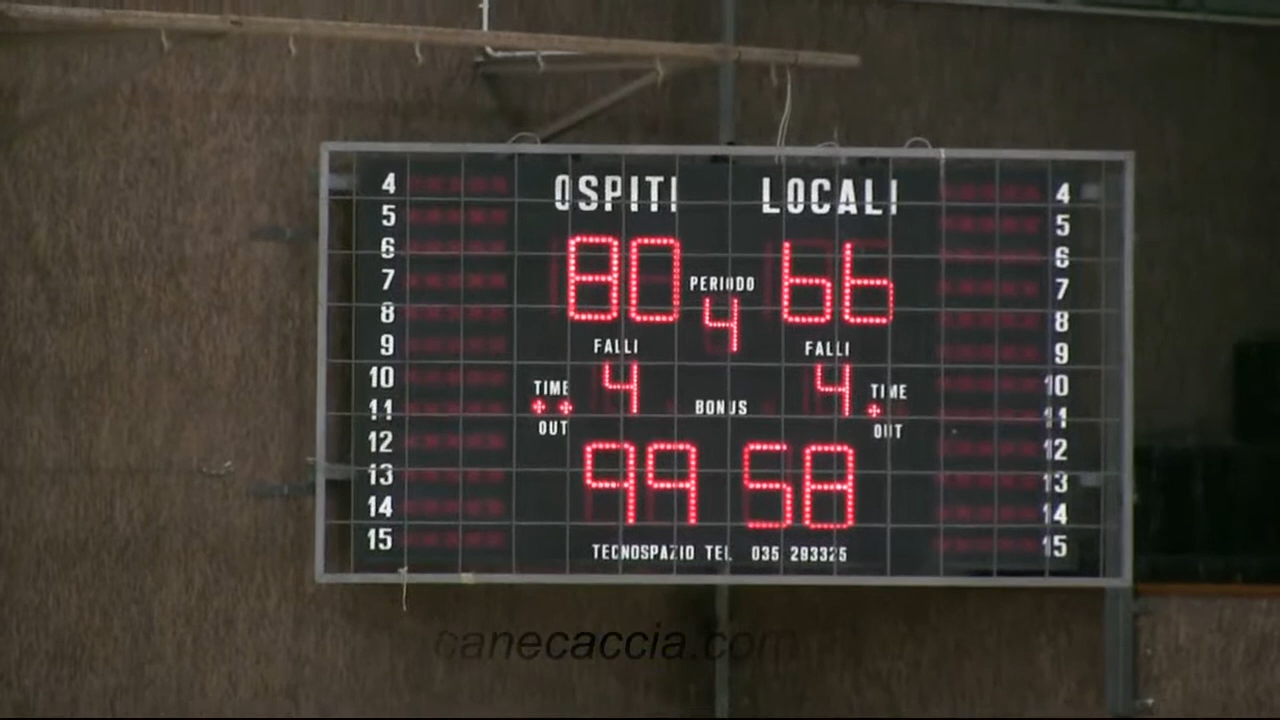 OSPITI LOCALI
4 4
5 5
6 6
80 66
7 PERIODO 7
8 4 8
9 FALLI FALLI 9
10 4 4 10
TIME TIME
11 BONUS 11
OUT OUT
12 12
13 99 58 13
14 14
15 15
TECNOSPAZIO TEL 035 293325
canecaccia.com